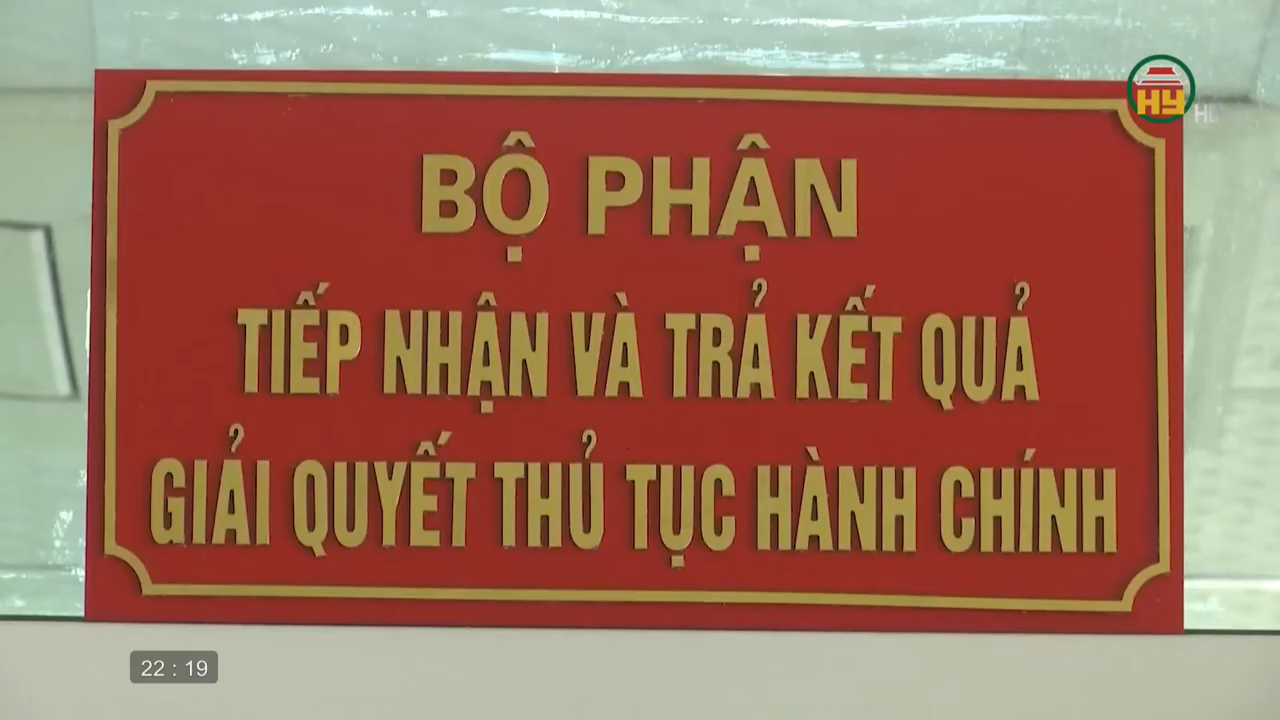 HY
HD
BỘ PHẬN
TIẾP NHẬN VÀ TRẢ KẾT QUẢ
GIẢI QUYẾT THỦ TỤC HÀNH CHÍNH
22 : 19